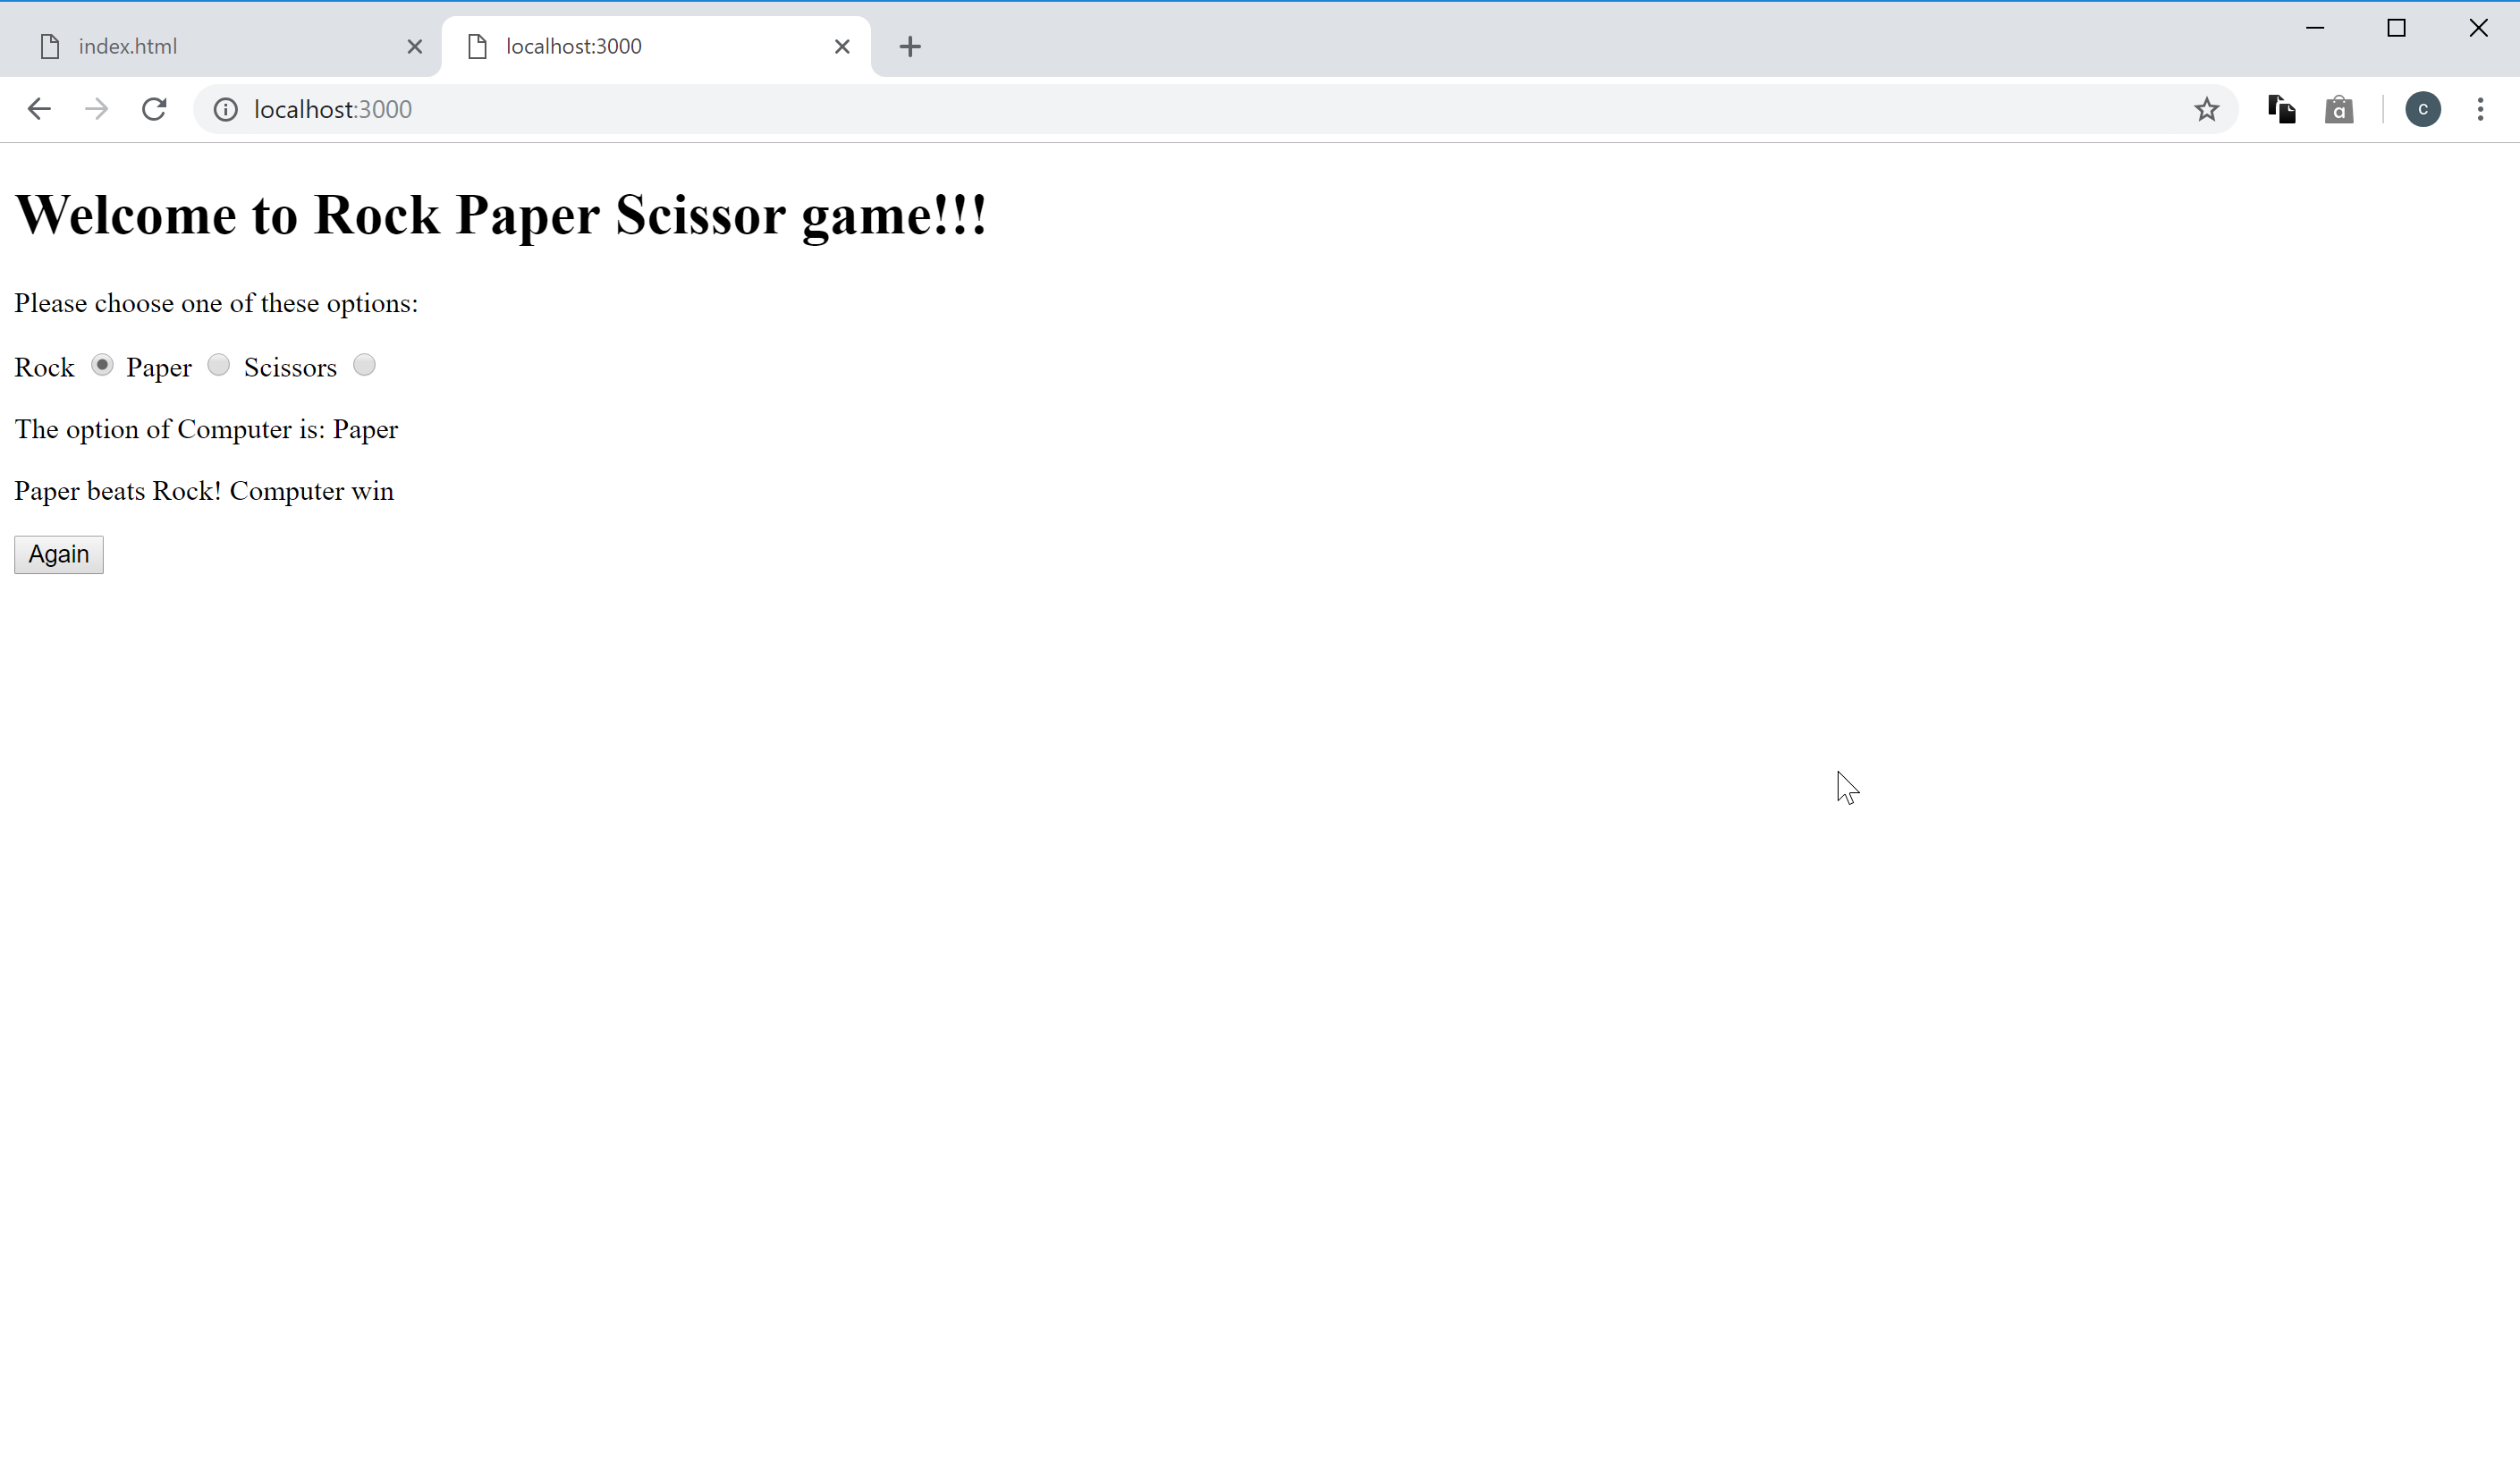 index.html
localhost:3000
localhost:3000
a
c
Welcome to Rock Paper Scissor game!!!
Please choose one of these options:
Rock Paper Scissors
The option of Computer is: Paper
Paper beats Rock! Computer win
Again